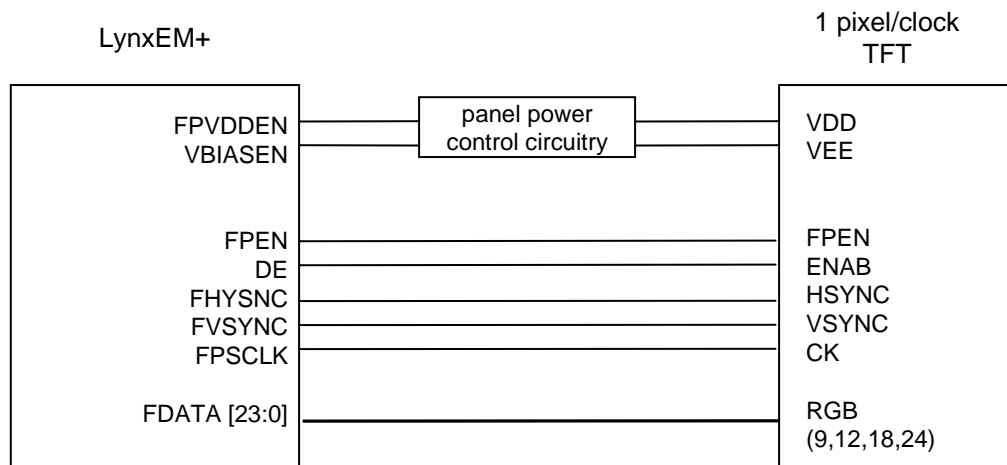 LynxEM+
1 pixel/clock
TFT
FPVDDEN
VBIASEN
panel power
control circuitry
VDD
VEE
FPEN
DE
FHYSNC
FVSYNC
FPSCLK
FPEN
ENAB
HSYNC
VSYNC
CK
FDATA [23:0]
RGB
(9,12,18,24)